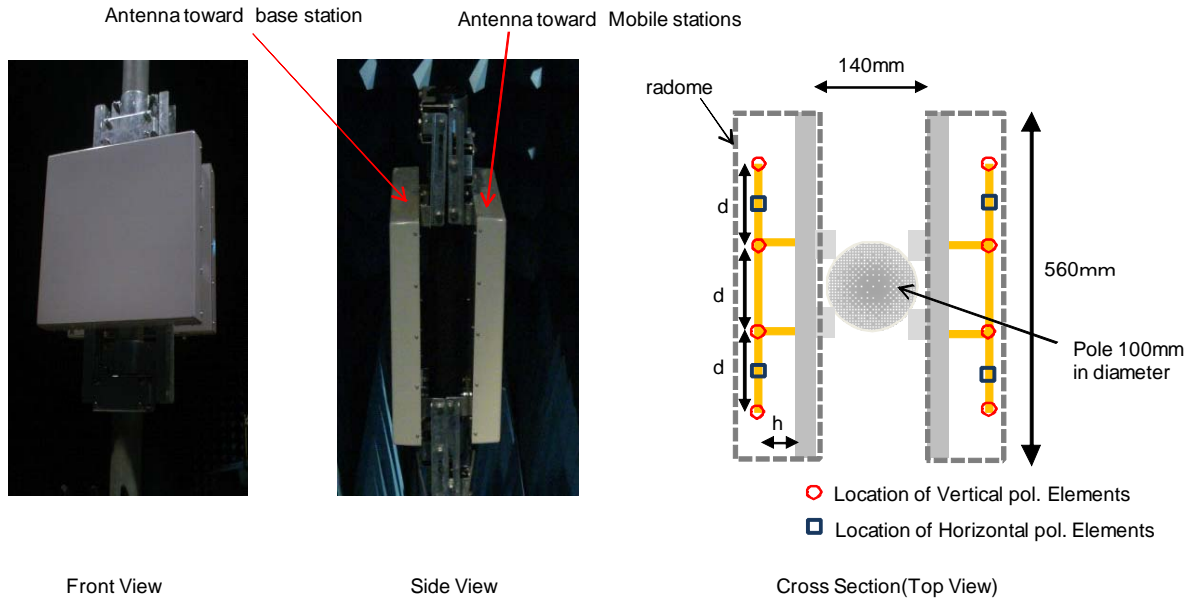 Antenna toward base station
Antenna toward Mobile stations
140mm
radome
d
d
d
h
560mm
Pole 100mm
in diameter
Location of Vertical pol. Elements
Location of Horizontal pol. Elements
Front View
Side View
Cross Section(Top View)